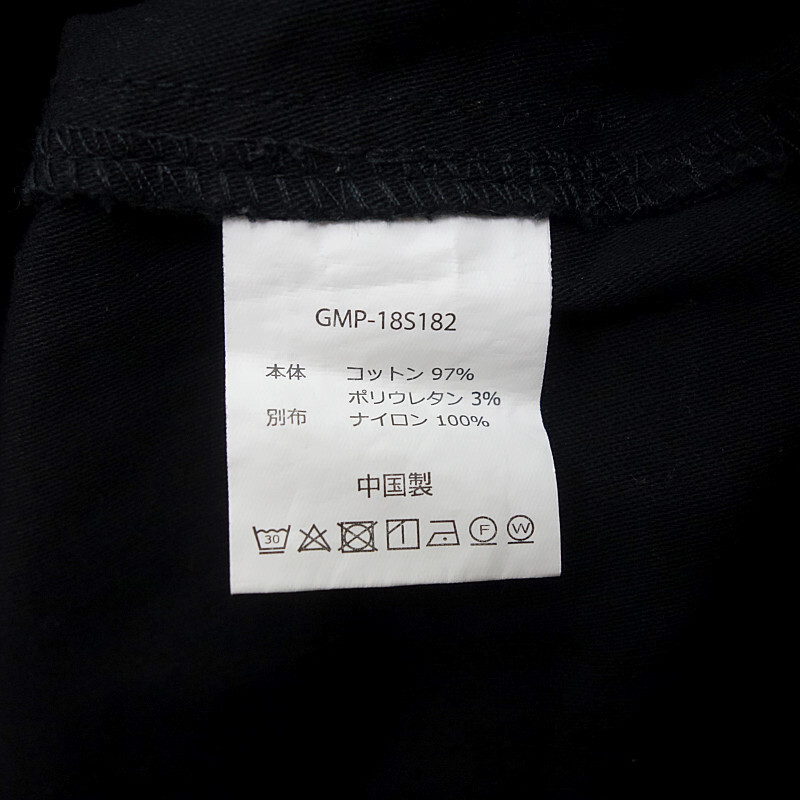 GMP-18S182
本体 コットン 97%
ポリウレタン 3%
別布 ナイロン 100%
中国製
30 F W